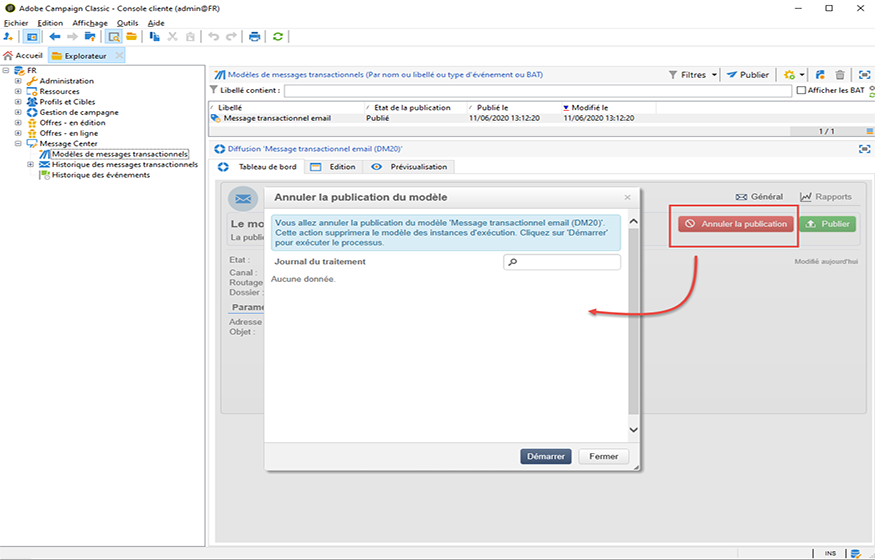 Adobe Campaign Classic - Console cliente (admin@FR)
Fichier Edition Affichage Outils Aide
Accueil Explorateur
FR
Administration
Ressources
Profils et Cibles
Gestion de campagne
Offres - en édition
Offres - en ligne
Message Center
Modèles de messages transactionnels
Historique des messages transactionnels
Historique des événements
Modèles de messages transactionnels (Par nom ou libellé ou type d'événement ou BAT)
Filtres Publier
Libellé contient : Afficher les BAT
Libellé Etat de la publication Publié le Modifié le
Message transactionnel email Publié 11/06/2020 13:12:20 11/06/2020 13:12:20
1 / 1
Diffusion 'Message transactionnel email (DM20)'
Tableau de bord Edition Prévisualisation
Général Rapports
Le mo
La publi
Annuler la publication Publier
Modifié aujourd'hui
Etat :
Canal :
Routage
Dossier :
Parame
Adresse
Objet :
Annuler la publication du modèle
Vous allez annuler la publication du modèle 'Message transactionnel email (DM20)'.
Cette action supprimera le modèle des instances d'exécution. Cliquez sur 'Démarrer'
pour exécuter le processus.
Journal du traitement
Aucune donnée
Démarrer Fermer
INS